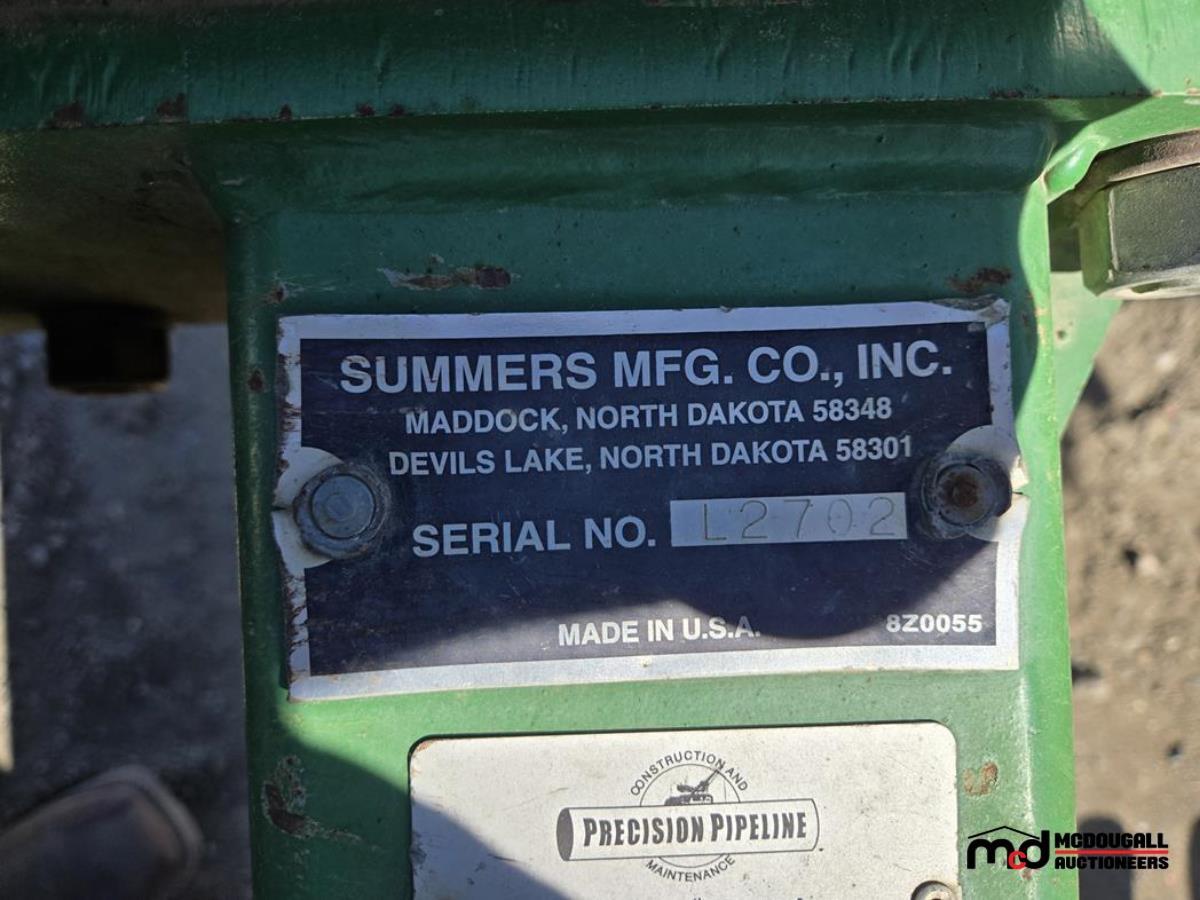 SUMMERS MFG. CO., INC.
MADDOCK, NORTH DAKOTA 58348
DEVILS LAKE, NORTH DAKOTA 58301
SERIAL NO. L2702
MADE IN U.S.A. 8Z0055
CONSTRUCTION AND
PRECISION PIPELINE
MAINTENANCE
mcd MCDOUGALL
AUCTIONEERS